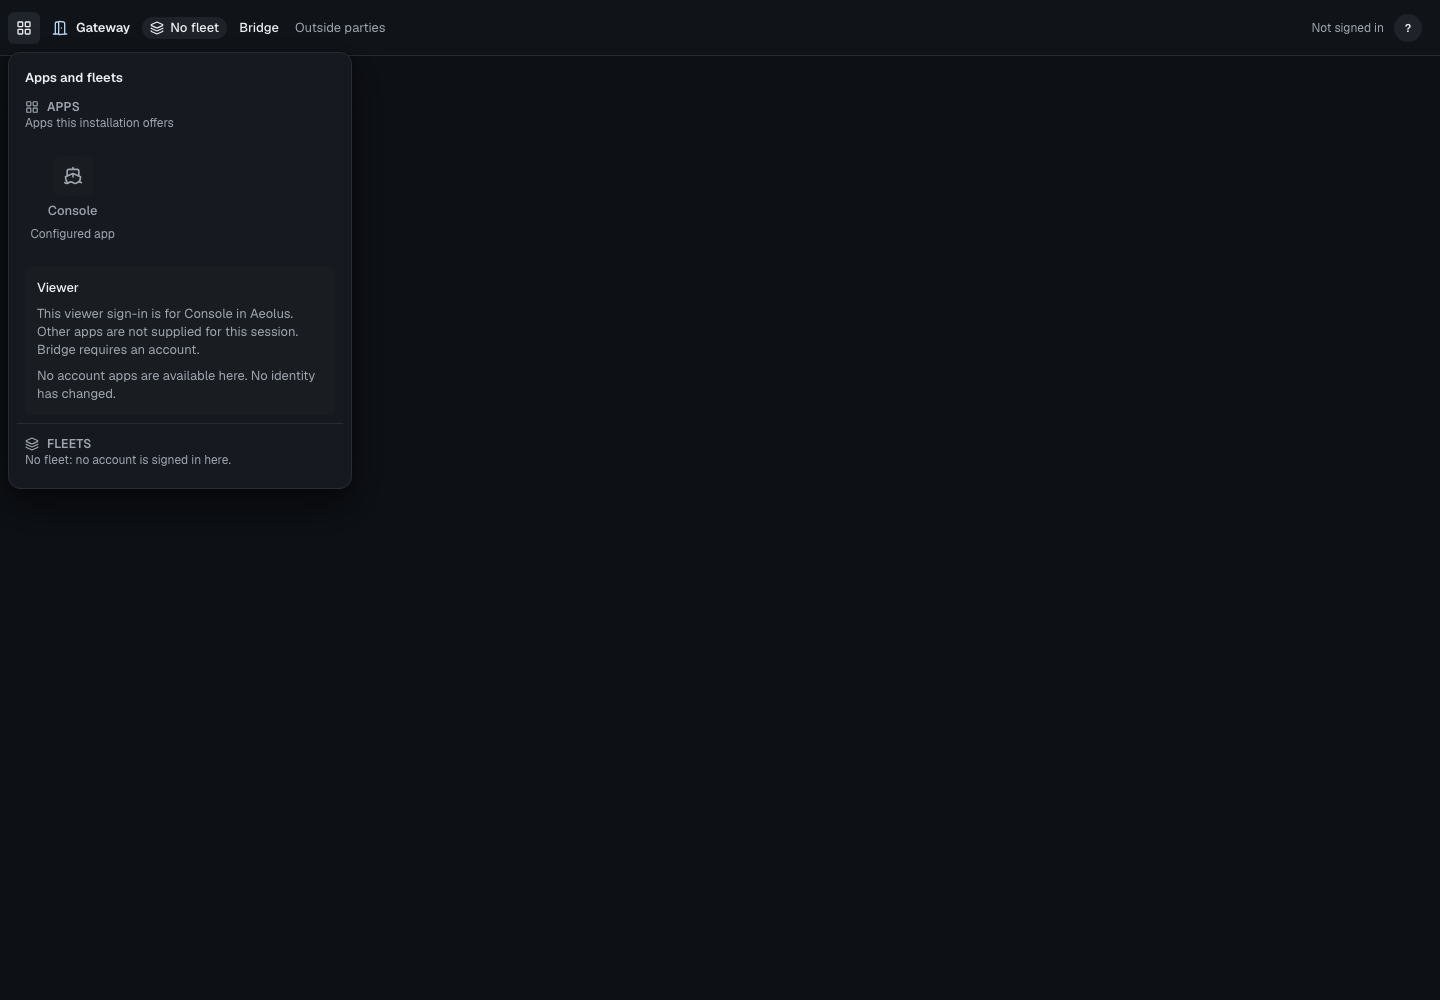 Gateway
No fleet
Bridge
Outside parties
Not signed in
?
Apps and fleets
APPS
Apps this installation offers
Console
Configured app
Viewer
This viewer sign-in is for Console in Aeolus.
Other apps are not supplied for this session.
Bridge requires an account.
No account apps are available here. No identity
has changed.
FLEETS
No fleet: no account is signed in here.